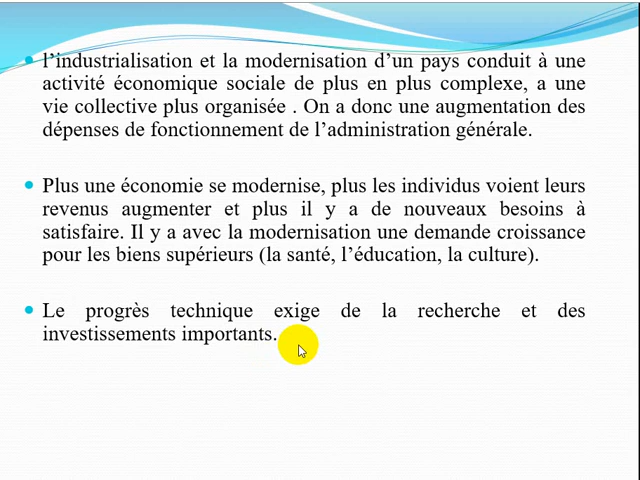 l’industrialisation et la modernisation d’un pays conduit à une
activité économique sociale de plus en plus complexe, a une
vie collective plus organisée . On a donc une augmentation des
dépenses de fonctionnement de l’administration générale.
Plus une économie se modernise, plus les individus voient leurs
revenus augmenter et plus il y a de nouveaux besoins à
satisfaire. Il y a avec la modernisation une demande croissance
pour les biens supérieurs (la santé, l’éducation, la culture).
Le progrès technique exige de la recherche et des
investissements importants.